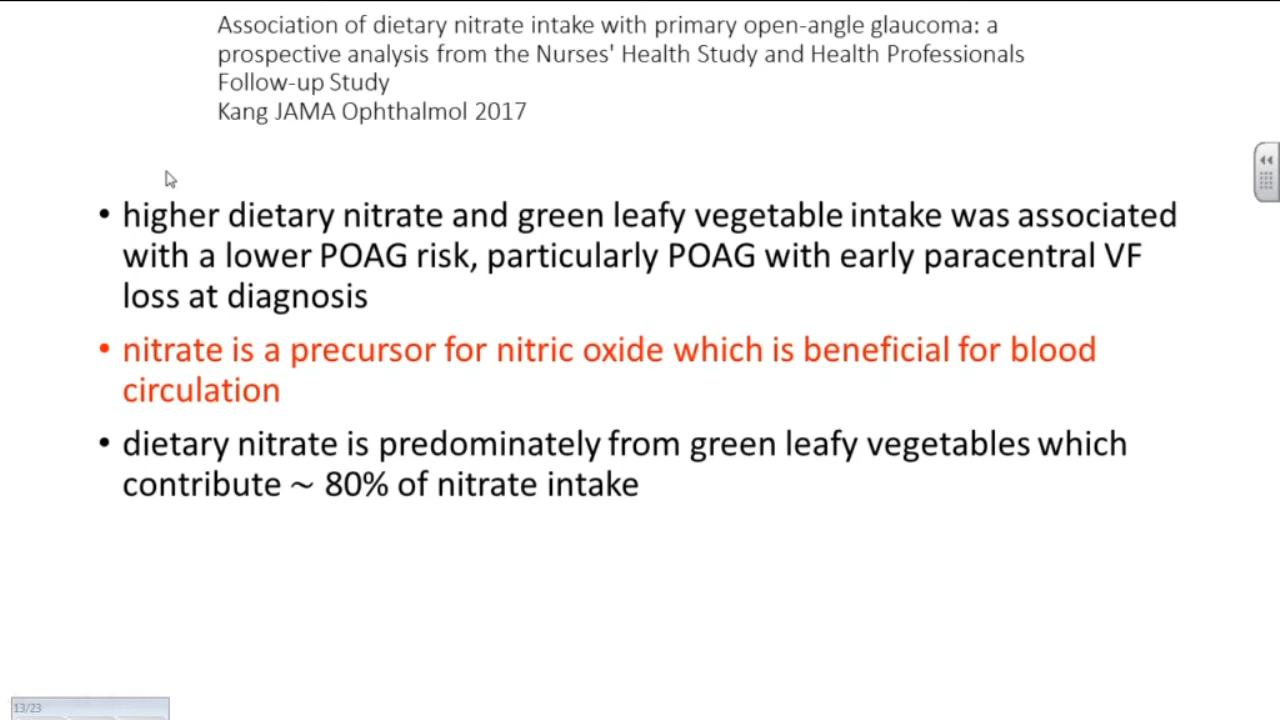 Association of dietary nitrate intake with primary open-angle glaucoma: a
prospective analysis from the Nurses' Health Study and Health Professionals
Follow-up Study
Kang JAMA Ophthalmol 2017
• higher dietary nitrate and green leafy vegetable intake was associated
with a lower POAG risk, particularly POAG with early paracentral VF
loss at diagnosis
• nitrate is a precursor for nitric oxide which is beneficial for blood
circulation
• dietary nitrate is predominately from green leafy vegetables which
contribute ~ 80% of nitrate intake
13/23